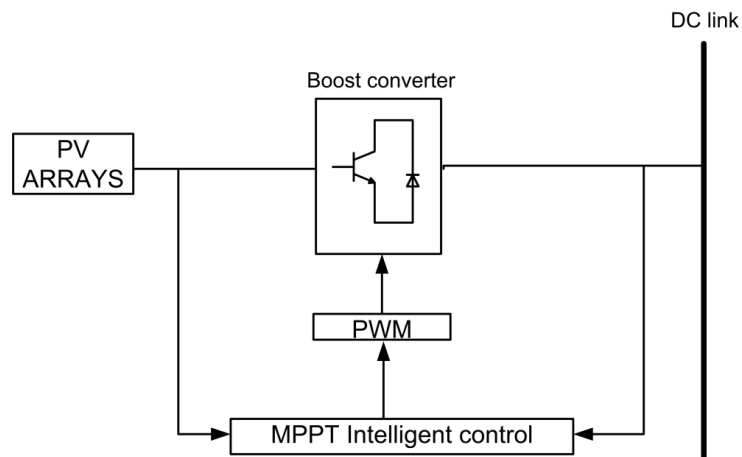 DC link
Boost converter
PV
ARRAYS
PWM
MPPT Intelligent control